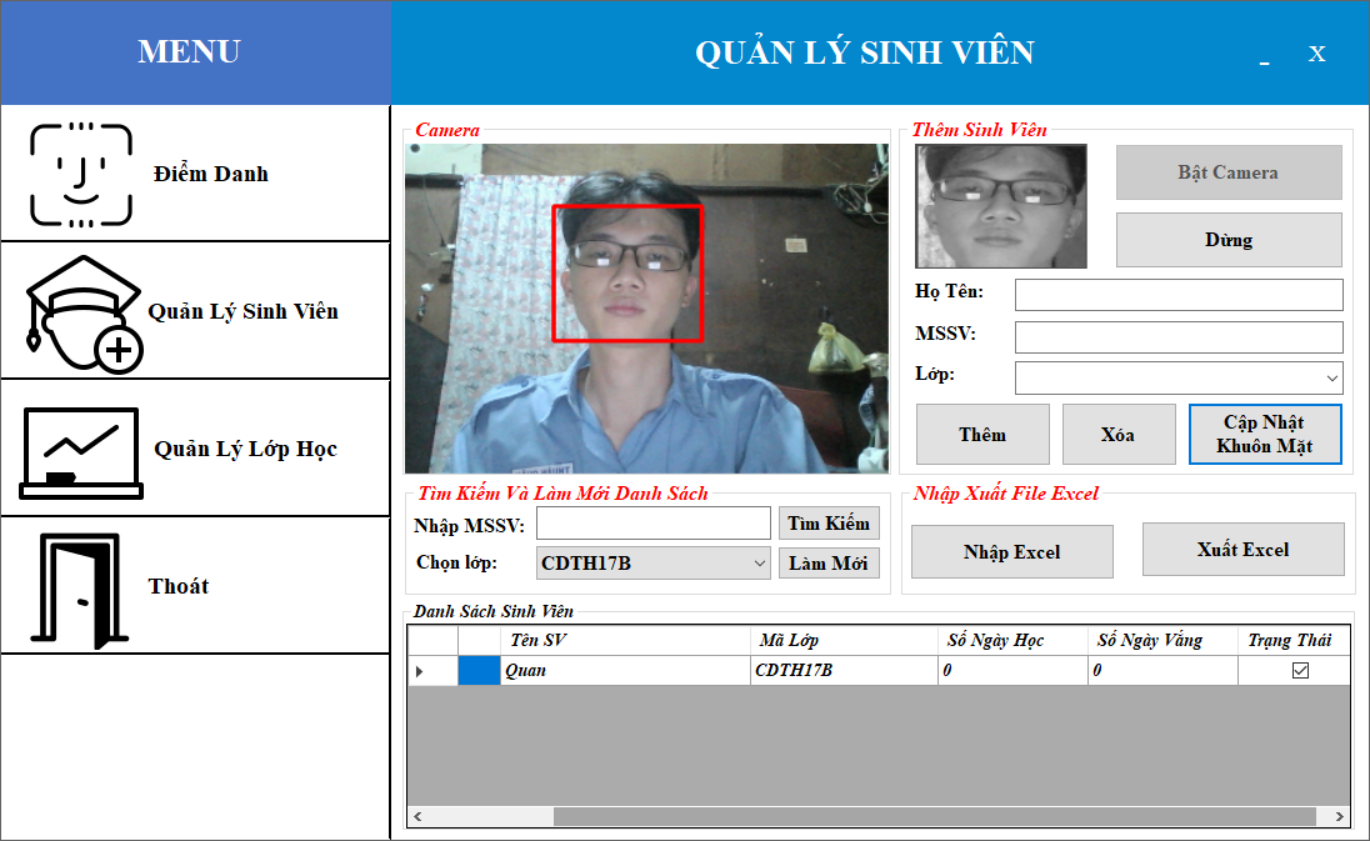 MENU
QUẢN LÝ SINH VIÊN
_ X
Điểm Danh
Quản Lý Sinh Viên
Quản Lý Lớp Học
Thoát
Camera
Thêm Sinh Viên
Bật Camera
Dừng
Họ Tên:
MSSV:
Lớp:
Thêm
Xóa
Cập Nhật
Khuôn Mặt
Tìm Kiếm Và Làm Mới Danh Sách
Nhập MSSV:
Tìm Kiếm
Chọn lớp:
CDTH17B
Làm Mới
Nhập Xuất File Excel
Nhập Excel
Xuất Excel
Danh Sách Sinh Viên
Tên SV Mã Lớp Số Ngày Học Số Ngày Vắng Trạng Thái
Quan CDTH17B 0 0